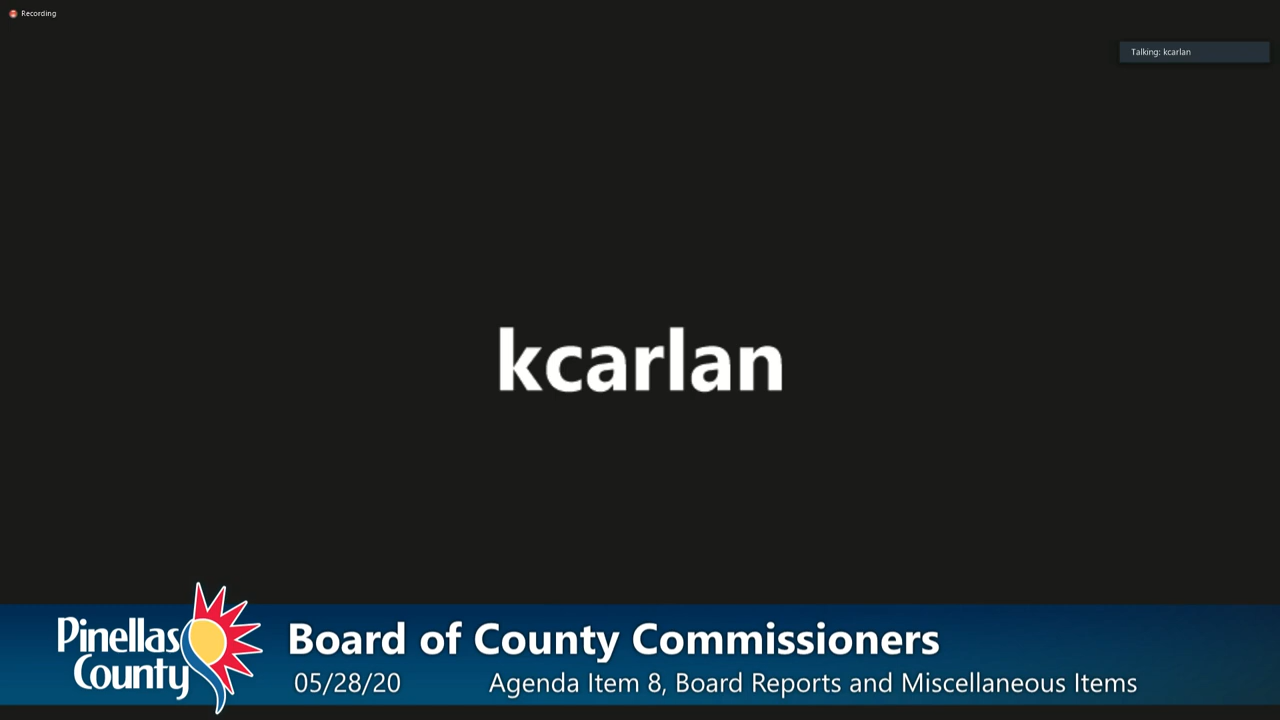 Recording
Talking: kcarlan
kcarlan
Pinellas
County
Board of County Commissioners
05/28/20 Agenda Item 8, Board Reports and Miscellaneous Items